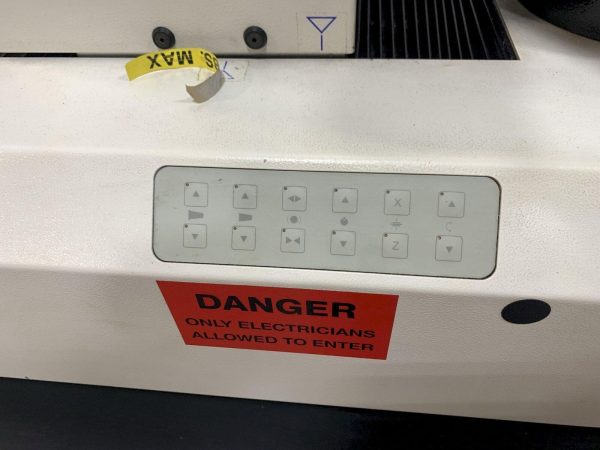 S. MAX
X
Z
DANGER
ONLY ELECTRICIANS
ALLOWED TO ENTER